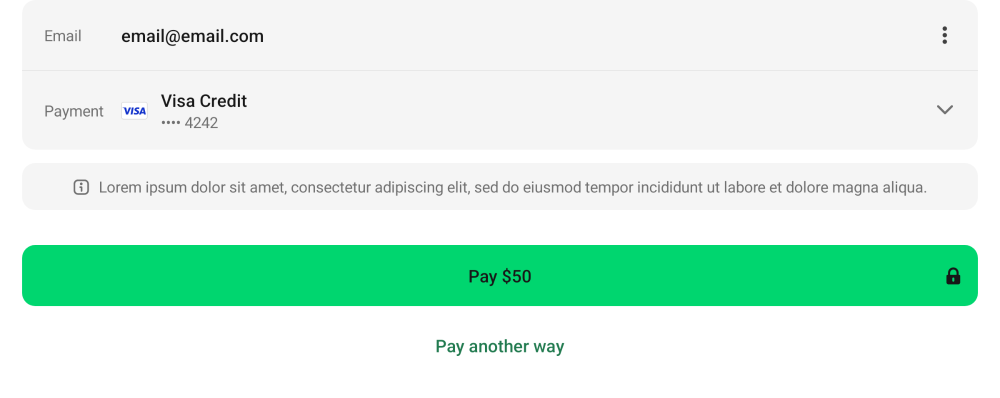 Email email@email.com
Payment VISA Visa Credit
•••• 4242
Lorem ipsum dolor sit amet, consectetur adipiscing elit, sed do eiusmod tempor incididunt ut labore et dolore magna aliqua.
Pay $50
Pay another way